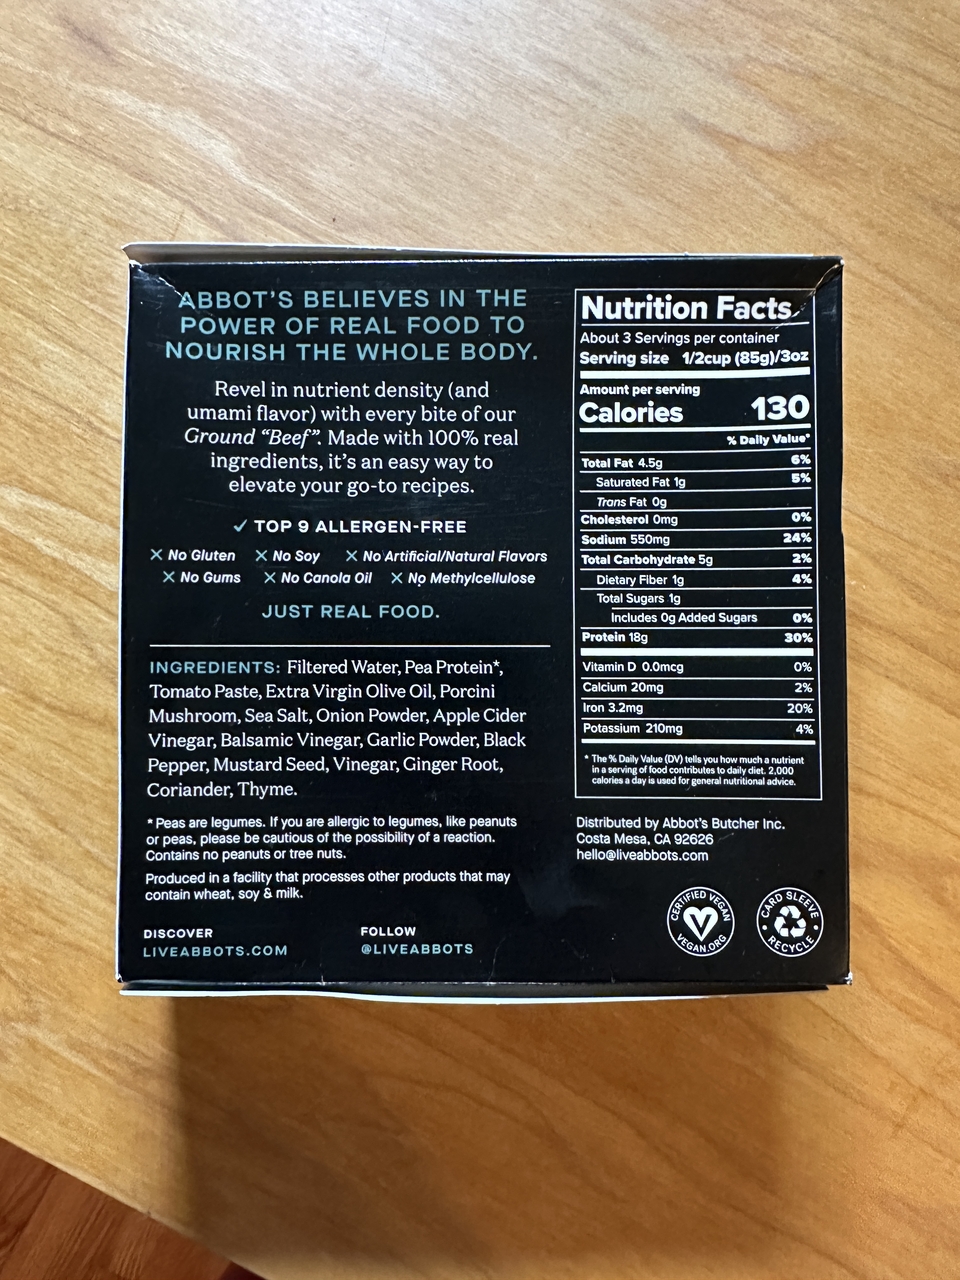 ABBOT'S BELIEVES IN THE
POWER OF REAL FOOD TO
NOURISH THE WHOLE BODY.
Revel in nutrient density (and
umami flavor) with every bite of our
Ground “Beef”. Made with 100% real
ingredients, it's an easy way to
elevate your go-to recipes.
✓ TOP 9 ALLERGEN-FREE
✕ No Gluten ✕ No Soy ✕ No Artificial/Natural Flavors
✕ No Gums ✕ No Canola Oil ✕ No Methylcellulose
JUST REAL FOOD.
INGREDIENTS: Filtered Water, Pea Protein*,
Tomato Paste, Extra Virgin Olive Oil, Porcini
Mushroom, Sea Salt, Onion Powder, Apple Cider
Vinegar, Balsamic Vinegar, Garlic Powder, Black
Pepper, Mustard Seed, Vinegar, Ginger Root,
Coriander, Thyme.
* Peas are legumes. If you are allergic to legumes, like peanuts
or peas, please be cautious of the possibility of a reaction.
Contains no peanuts or tree nuts.
Produced in a facility that processes other products that may
contain wheat, soy & milk.
DISCOVER
LIVEABBOTS.COM
FOLLOW
@LIVEABBOTS
Nutrition Facts
About 3 Servings per container
Serving size 1/2cup (85g)/3oz
Amount per serving
Calories 130
% Daily Value*
Total Fat 4.5g 6%
Saturated Fat 1g 5%
Trans Fat 0g
Cholesterol 0mg 0%
Sodium 550mg 24%
Total Carbohydrate 5g 2%
Dietary Fiber 1g 4%
Total Sugars 1g
Includes 0g Added Sugars 0%
Protein 18g 30%
Vitamin D 0.0mcg 0%
Calcium 20mg 2%
Iron 3.2mg 20%
Potassium 210mg 4%
* The % Daily Value (DV) tells you how much a nutrient
in a serving of food contributes to daily diet. 2,000
calories a day is used for general nutritional advice.
Distributed by Abbot's Butcher Inc.
Costa Mesa, CA 92626
hello@liveabbots.com
CERTIFIED VEGAN
VEGAN.ORG
CARD SLEEVE
RECYCLE